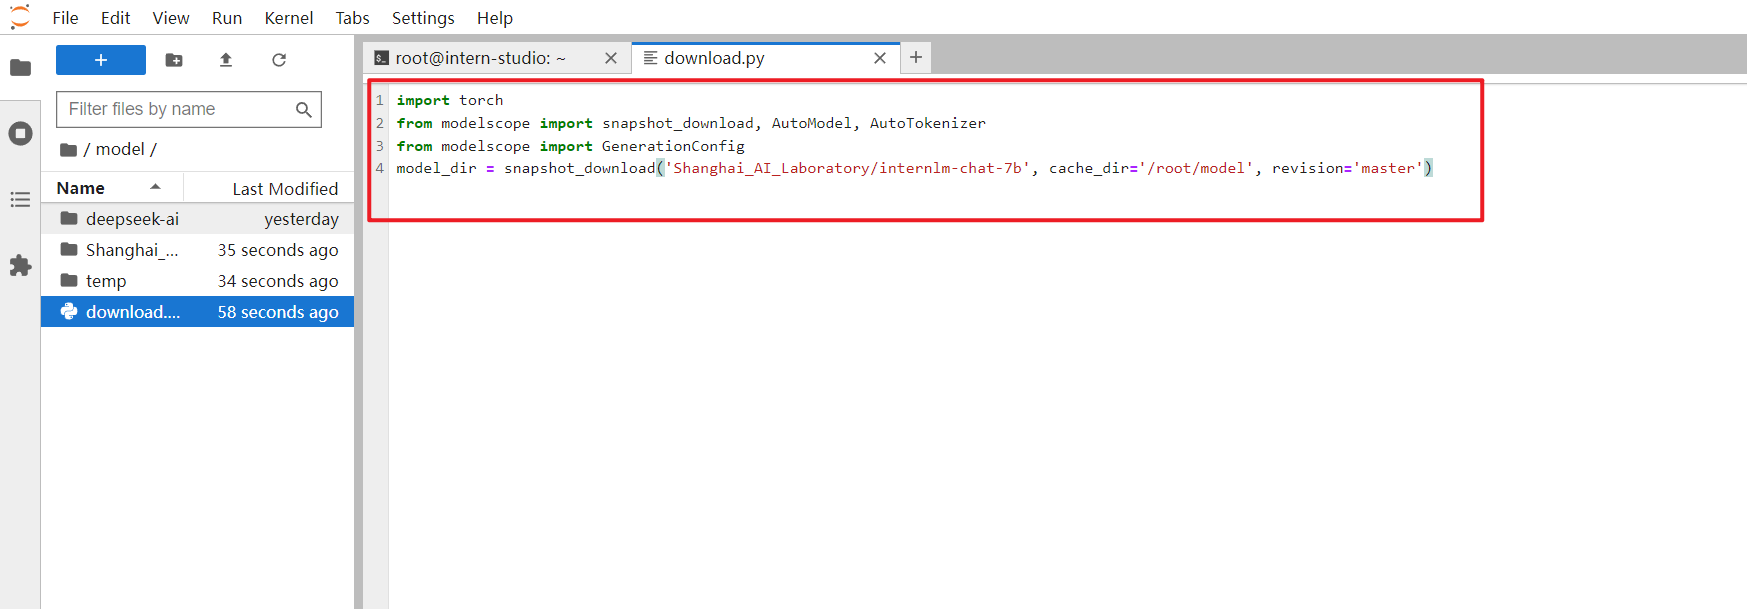 File Edit View Run Kernel Tabs Settings Help
root@intern-studio: ~
download.py
Filter files by name
/ model /
Name Last Modified
deepseek-ai yesterday
Shanghai_... 35 seconds ago
temp 34 seconds ago
download.... 58 seconds ago
1 import torch
2 from modelscope import snapshot_download, AutoModel, AutoTokenizer
3 from modelscope import GenerationConfig
4 model_dir = snapshot_download('Shanghai_AI_Laboratory/internlm-chat-7b', cache_dir='/root/model', revision='master')